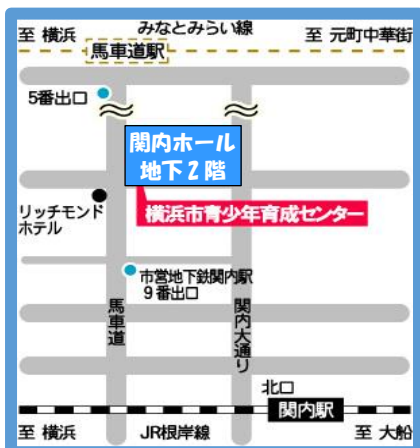 みなとみらい線
至 横浜
至 元町中華街
馬車道駅
5番出口
関内ホール
地下2階
リッチモンド
ホテル
横浜市青少年育成センター
市営地下鉄関内駅
9番出口
馬車道
関内大通り
北口
関内駅
至 横浜
JR根岸線
至 大船